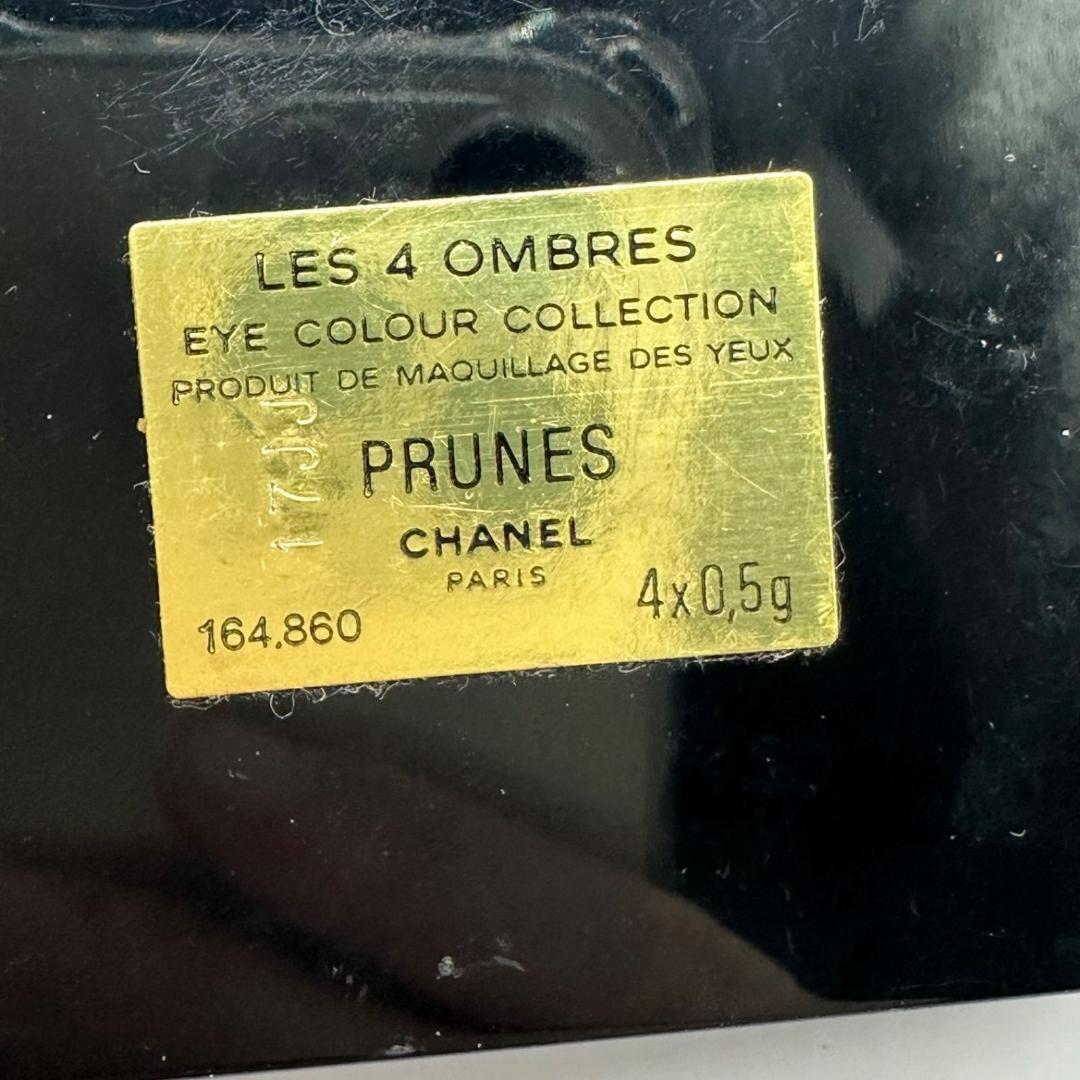 LES 4 OMBRES
EYE COLOUR COLLECTION
PRODUIT DE MAQUILLAGE DES YEUX
PRUNES
CHANEL
PARIS
164.860
4x0,5g